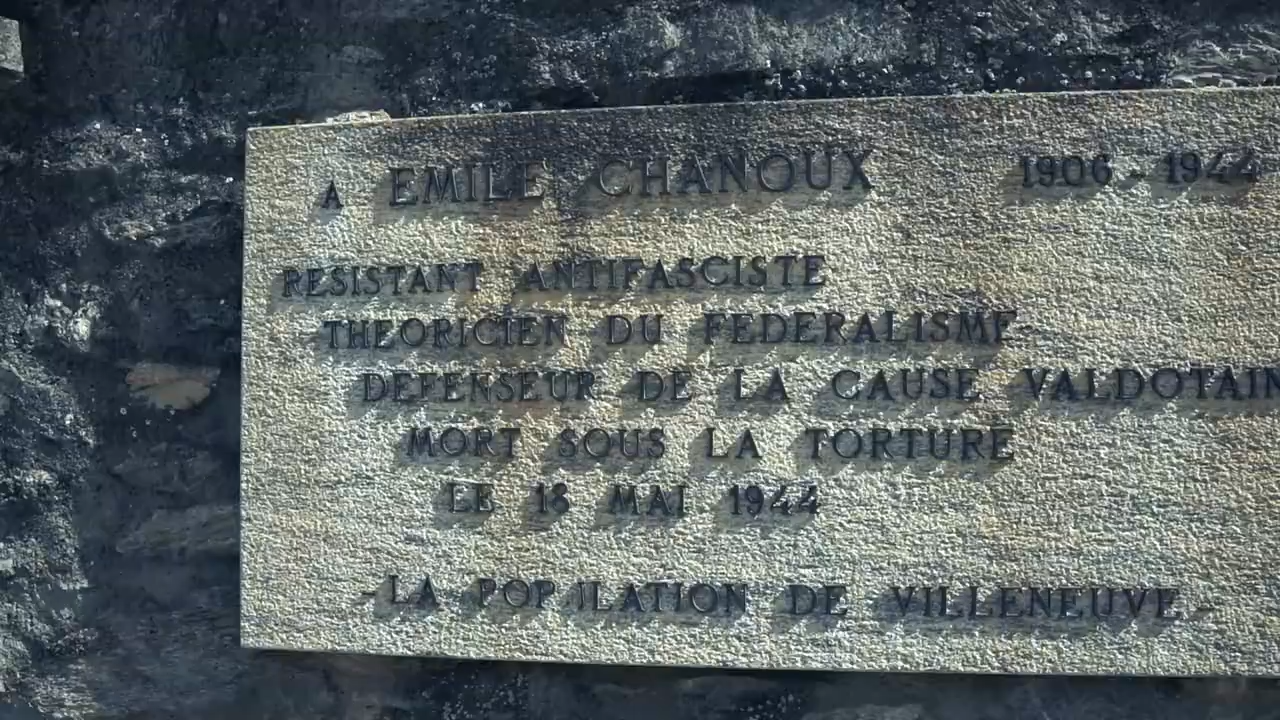 A EMILE CHANOUX 1906 - 1944
RESISTANT ANTIFASCISTE
THEORICIEN DU FEDERALISME
DEFENSEUR DE LA CAUSE VALDOTAIN
MORT SOUS LA TORTURE
LE 18 MAI 1944
- LA POPULATION DE VILLENEUVE -